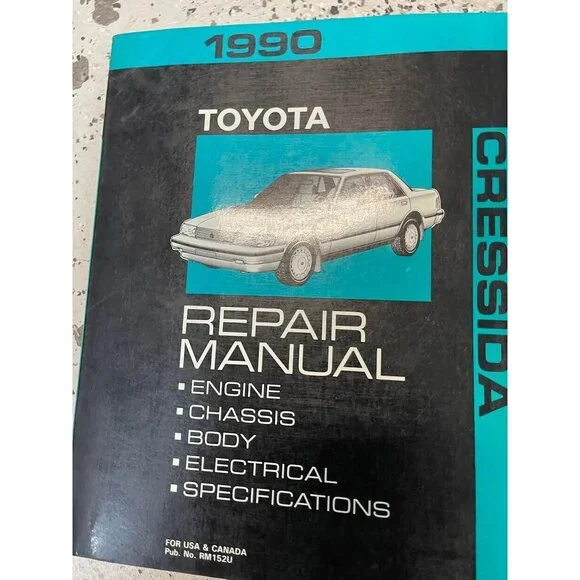 1990
TOYOTA
CRESSIDA
REPAIR
MANUAL
▪ ENGINE
▪ CHASSIS
▪ BODY
▪ ELECTRICAL
▪ SPECIFICATIONS
FOR USA & CANADA
Pub. No. RM152U